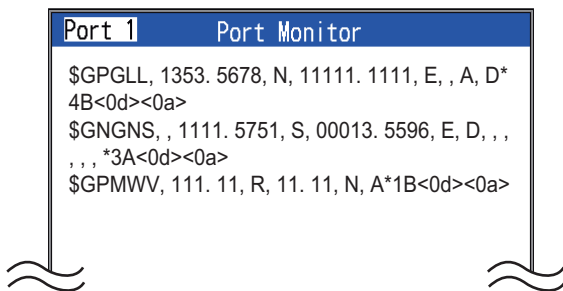 Port 1 Port Monitor
$GPGLL, 1353. 5678, N, 11111. 1111, E, , A, D*
4B<0d><0a>
$GNGNS, , 1111. 5751, S, 00013. 5596, E, D, , ,
, , , *3A<0d><0a>
$GPMWV, 111. 11, R, 11. 11, N, A*1B<0d><0a>